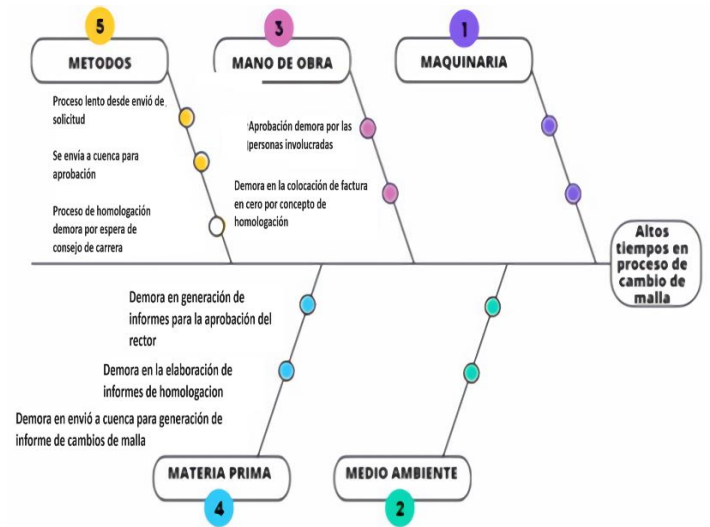 5
3
1
METODOS
MANO DE OBRA
MAQUINARIA
Proceso lento desde envió de
solicitud
Se envía a cuenta para
aprobación
Proceso de homologación
demora por espera de
consejo de carrera
Aprobación demora por las
personas involucradas
Demora en la colocación de factura
en cero por concepto de
homologación
Altos
tiempos en
proceso de
cambio de
malla
Demora en generación de
informes para la aprobación del
rector
Demora en la elaboración de
informes de homologacion
Demora en envió a cuenca para generación de
informe de cambios de malla
MATERIA PRIMA
MEDIO AMBIENTE
4
2